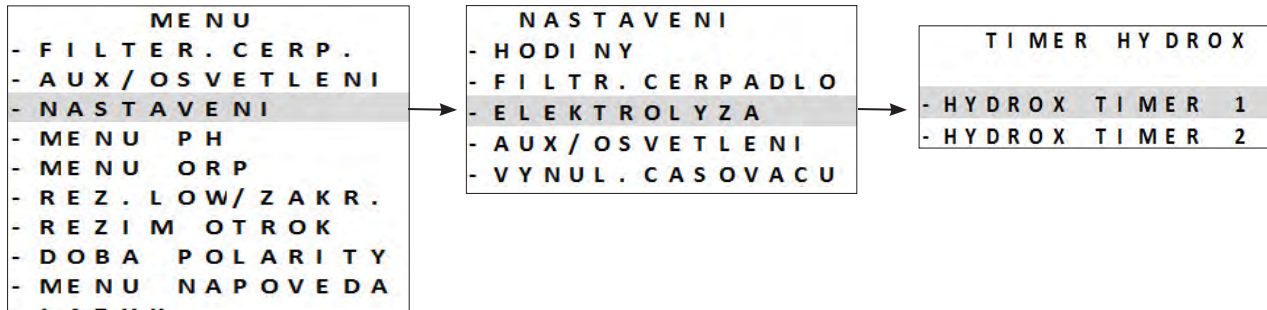 MENU
- FILTER. CERP.
- AUX/OSVETLENI
- NASTAVENI
- MENU PH
- MENU ORP
- REZ. LOW/ZAKR.
- REZIM OTROK
- DOBA POLARITY
- MENU NAPOVEDA
NASTAVENI
- HODINY
- FILTR. CERPADLO
- ELEKTROLYZA
- AUX/OSVETLENI
- VYNUL. CASOVACU
TIMER HYDROX
- HYDROX TIMER 1
- HYDROX TIMER 2